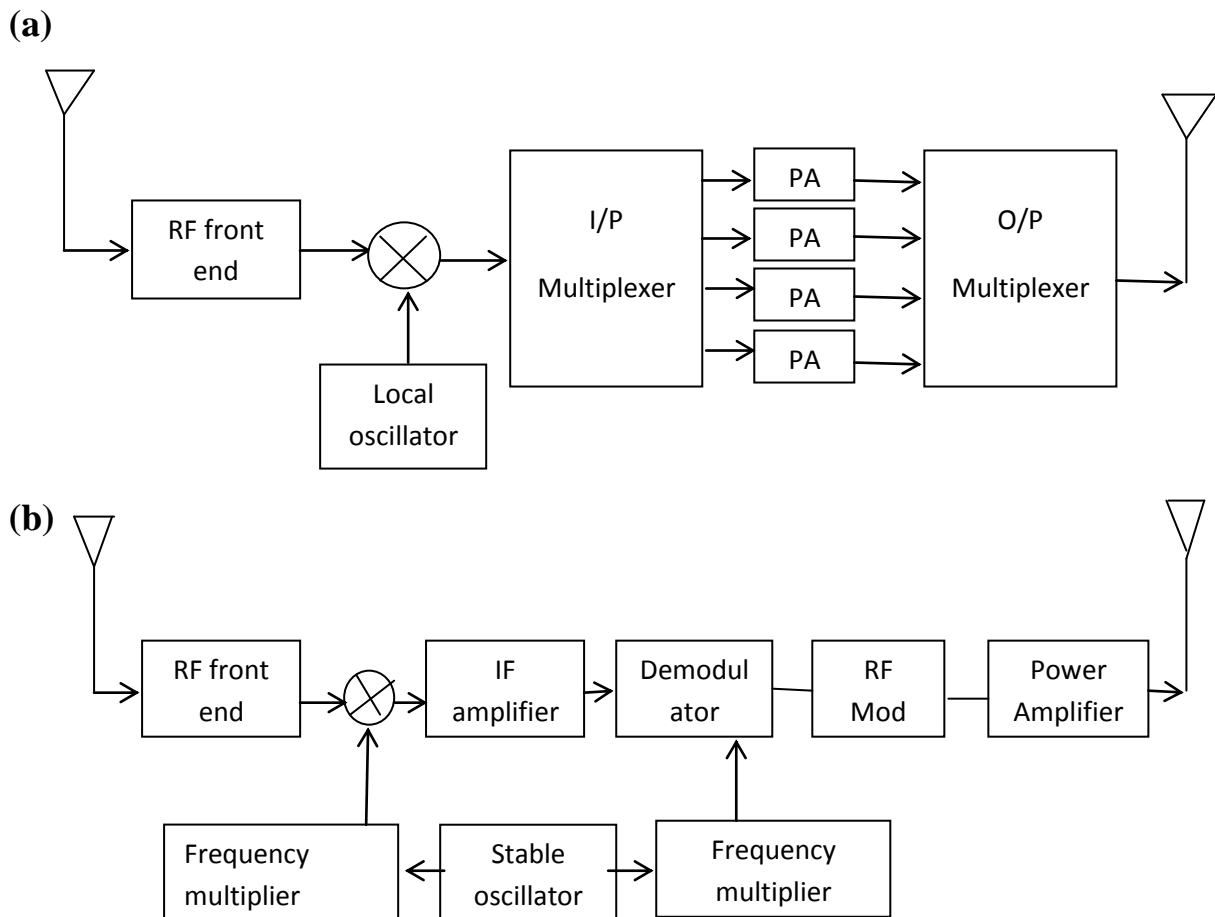 (a)
RF front
end
Local
oscillator
I/P
Multiplexer
PA
PA
PA
PA
O/P
Multiplexer
(b)
RF front
end
IF
amplifier
Demodul
ator
RF
Mod
Power
Amplifier
Frequency
multiplier
Stable
oscillator
Frequency
multiplier